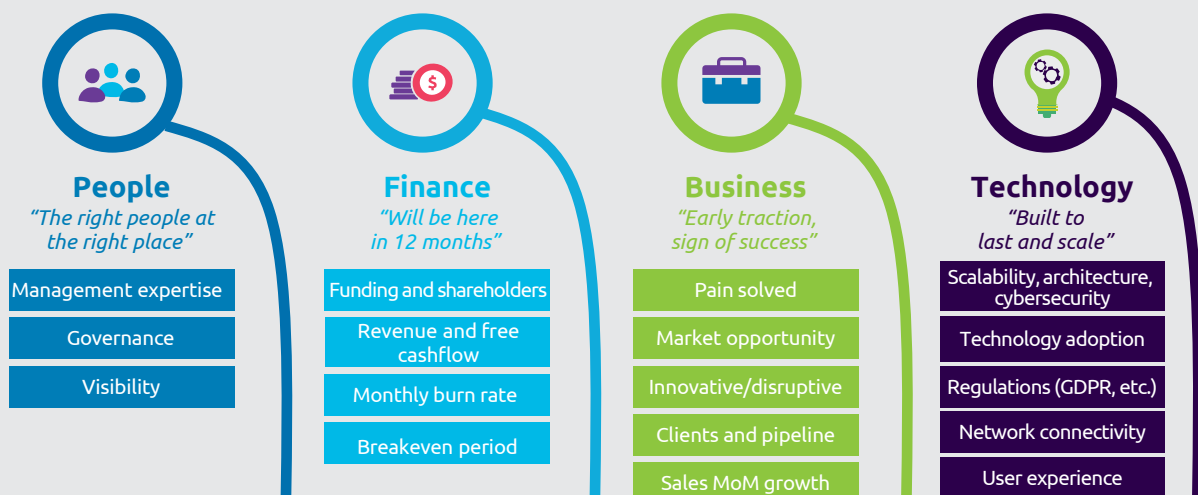 People
“The right people at
the right place”
Management expertise
Governance
Visibility
Finance
“Will be here
in 12 months”
Funding and shareholders
Revenue and free
cashflow
Monthly burn rate
Breakeven period
Business
“Early traction,
sign of success”
Pain solved
Market opportunity
Innovative/disruptive
Clients and pipeline
Sales MoM growth
Technology
“Built to
last and scale”
Scalability, architecture,
cybersecurity
Technology adoption
Regulations (GDPR, etc.)
Network connectivity
User experience
$